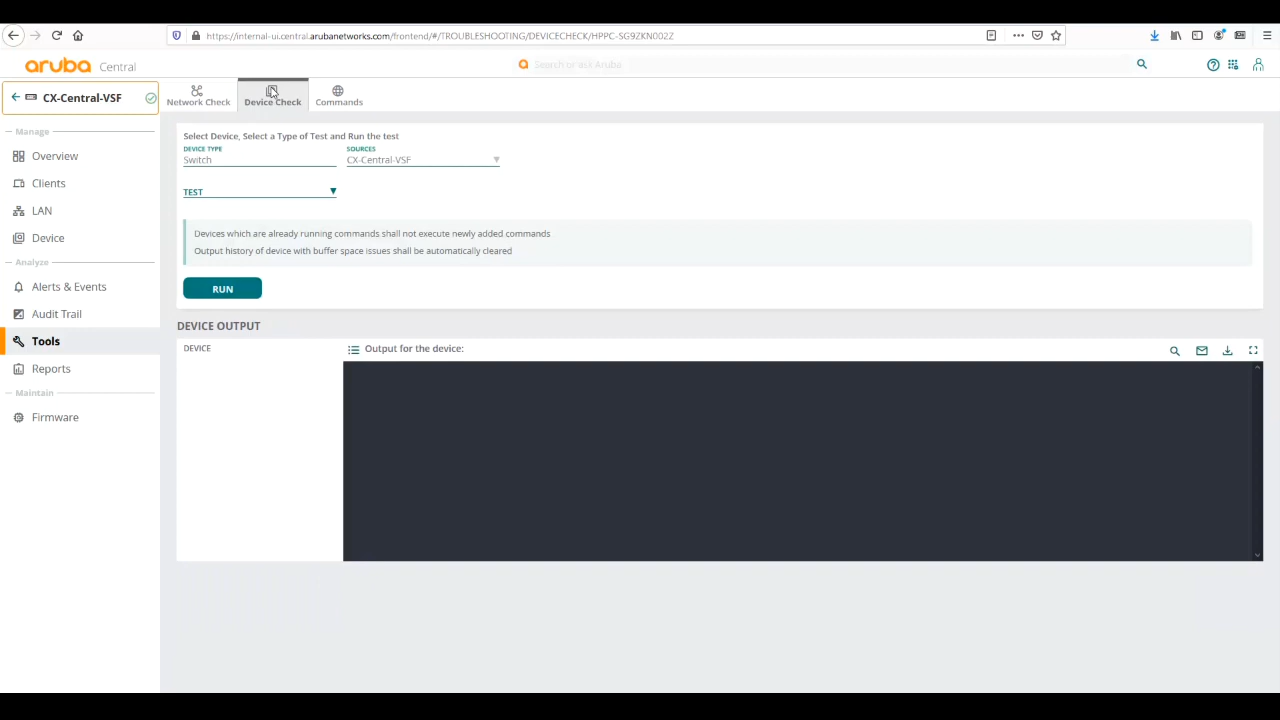 https://internal-ui.central.arubanetworks.com/frontend/#/TROUBLESHOOTING/DEVICECHECK/HPPC-SG9ZKN002Z
aruba Central
Search or ask Aruba
CX-Central-VSF
Network Check
Device Check
Commands
Manage
Overview
Clients
LAN
Device
Analyze
Alerts & Events
Audit Trail
Tools
Reports
Maintain
Firmware
Select Device, Select a Type of Test and Run the test
DEVICE TYPE
Switch
SOURCES
CX-Central-VSF
TEST
Devices which are already running commands shall not execute newly added commands
Output history of device with buffer space issues shall be automatically cleared
RUN
DEVICE OUTPUT
DEVICE
Output for the device: